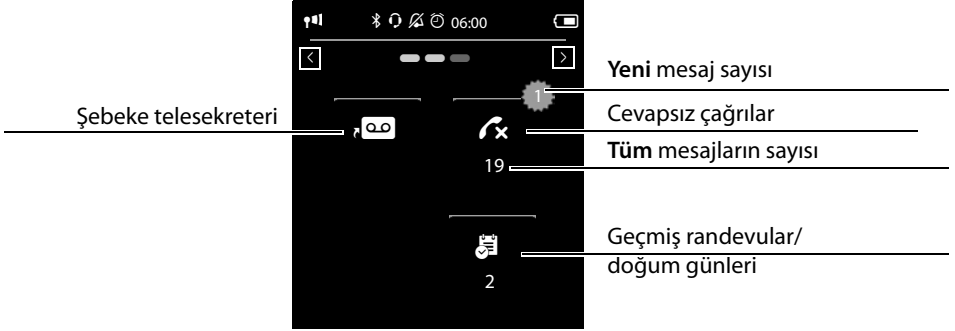 06:00
1
Yeni mesaj sayısı
Şebeke telesekreteri
Cevapsız çağrılar
Tüm mesajların sayısı
19
Geçmiş randevular/
doğum günleri
2